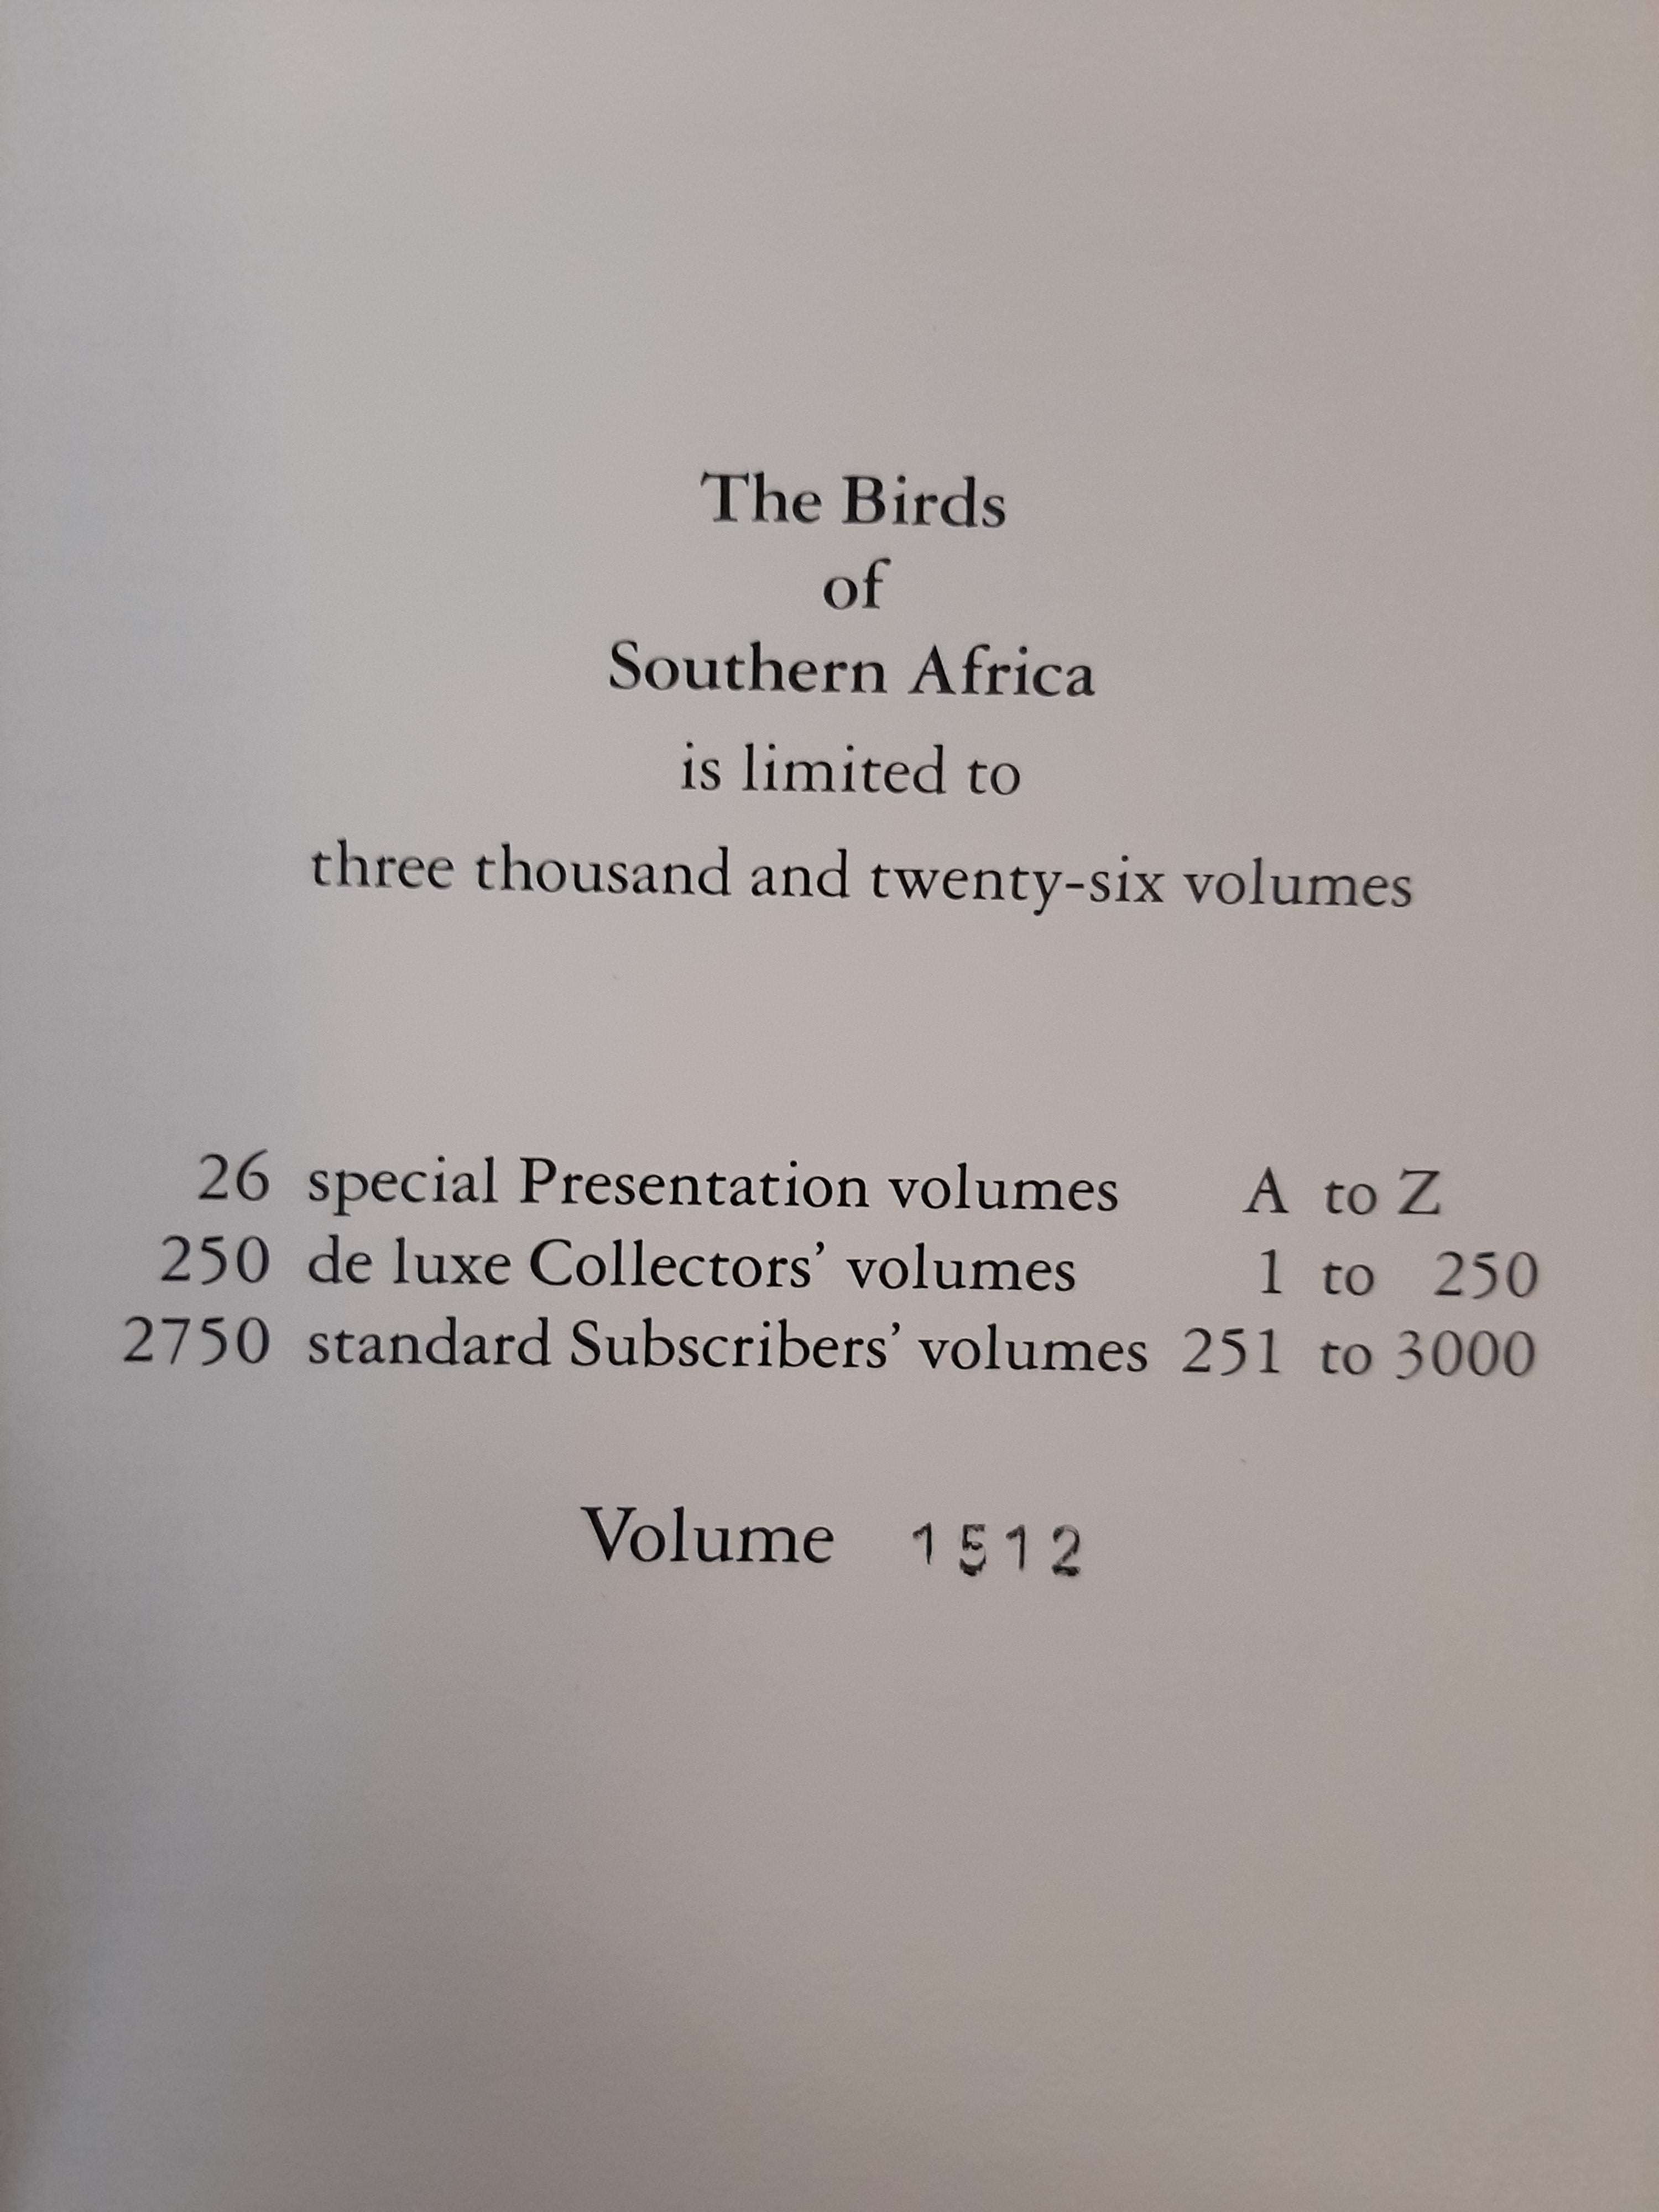 The Birds
of
Southern Africa
is limited to
three thousand and twenty-six volumes
26 special Presentation volumes A to Z
250 de luxe Collectors’ volumes 1 to 250
2750 standard Subscribers’ volumes 251 to 3000
Volume 1512